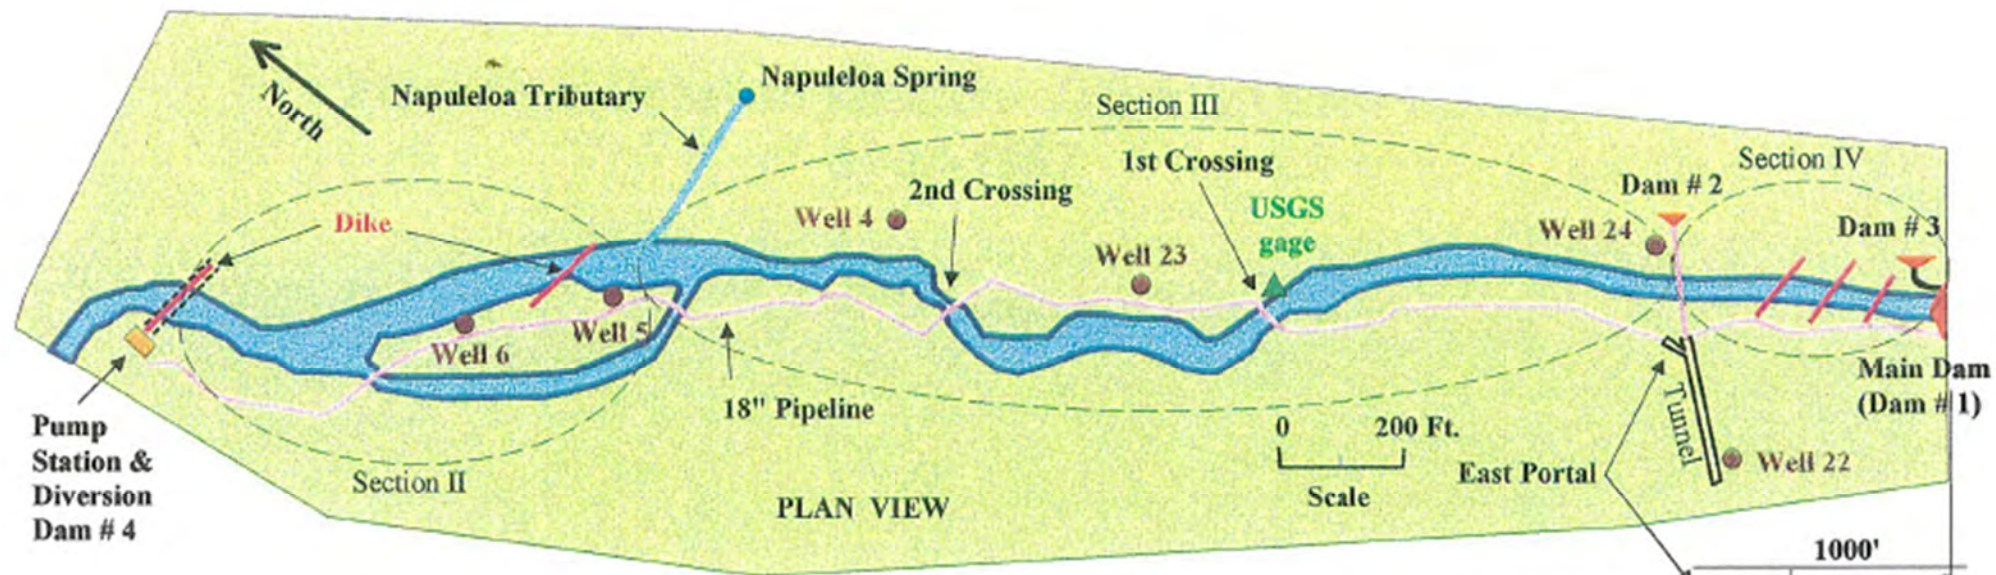 Napuleloa Spring
Napuleloa Tributary
North
Section III
Section IV
1st Crossing
Dam # 2
2nd Crossing
USGS
gage
Well 4
Dike
Well 24
Dam # 3
Well 23
Well 5
Well 6
18" Pipeline
Main Dam
(Dam # 1)
Pump
Station &
Diversion
Dam # 4
0 200 Ft.
Scale
Tunnel
East Portal
Well 22
Section II
PLAN VIEW
1000'